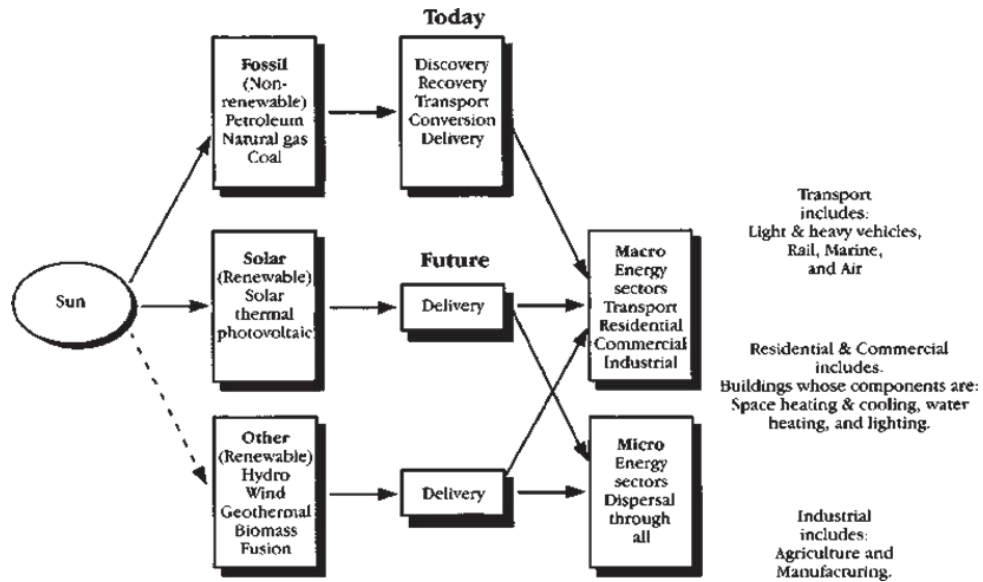 Today
Fossil
(Non-
renewable)
Petroleum
Natural gas
Coal
Discovery
Recovery
Transport
Conversion
Delivery
Transport
includes:
Light & heavy vehicles,
Rail, Marine,
and Air
Sun
Solar
(Renewable)
Solar
thermal
photovoltaic
Future
Delivery
Macro
Energy
sectors
Transport
Residential
Commercial
Industrial
Residential & Commercial
includes.
Buildings whose components are:
Space heating & cooling, water
heating, and lighting.
Other
(Renewable)
Hydro
Wind
Geothermal
Biomass
Fusion
Delivery
Micro
Energy
sectors
Dispersal
through
all
Industrial
includes:
Agriculture and
Manufacturing.